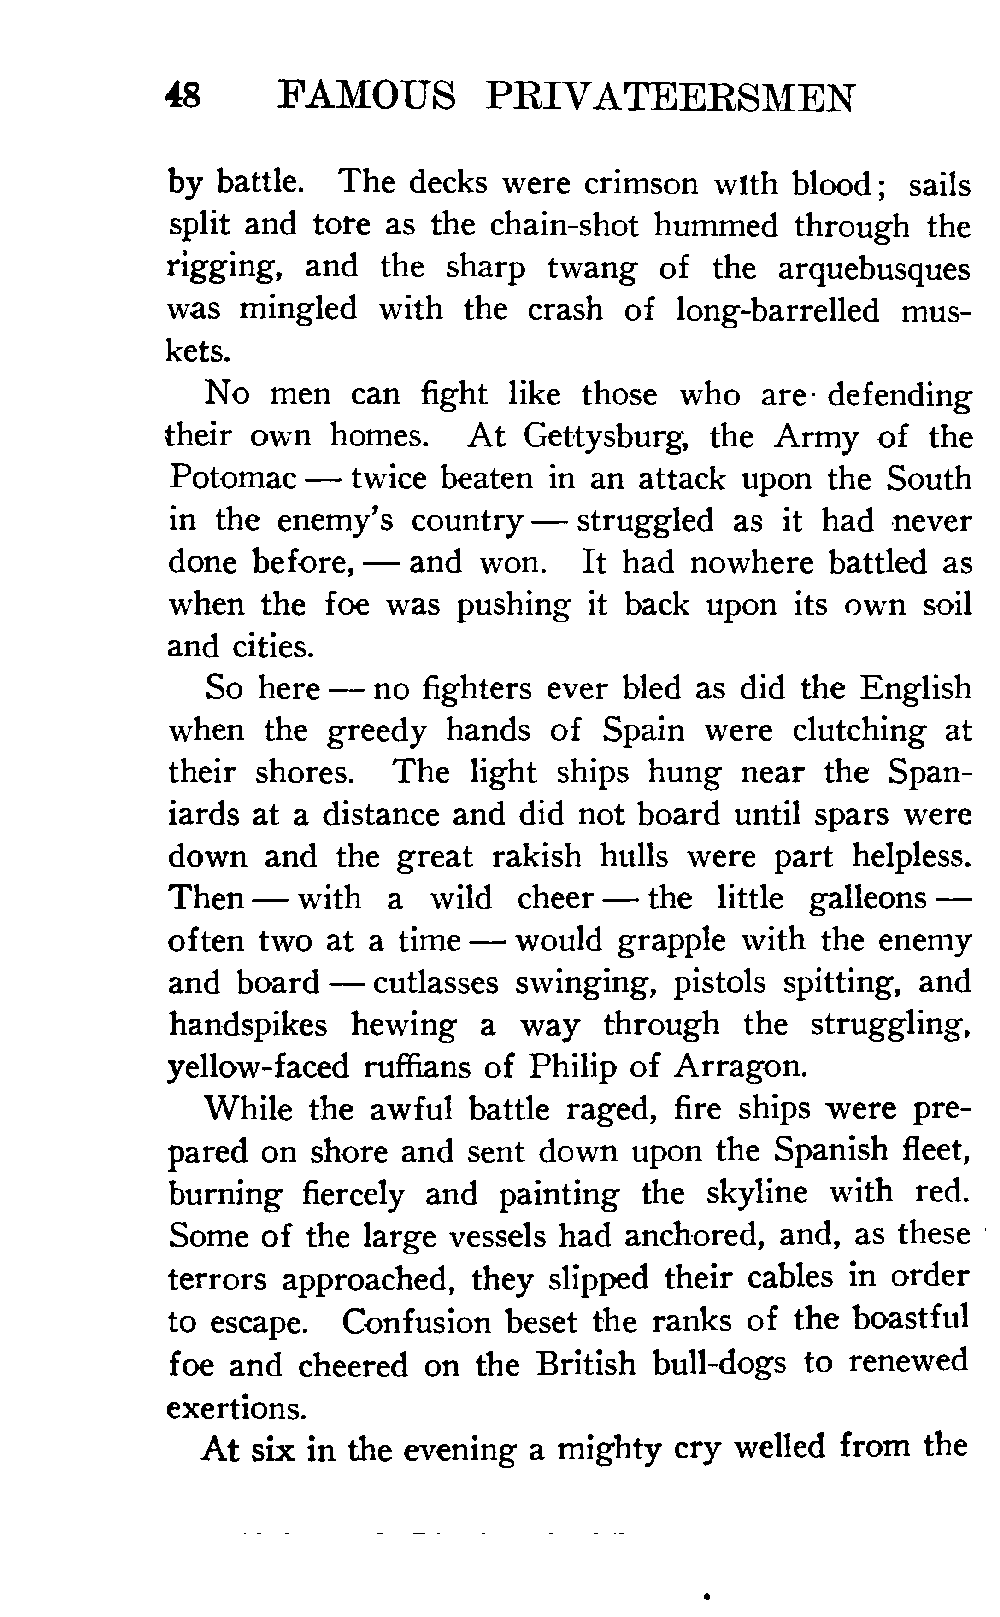 48 FAMOUS PRIVATEERSMEN
by battle. The decks were crimson with blood; sails
split and tore as the chain-shot hummed through the
rigging, and the sharp twang of the arquebusques
was mingled with the crash of long-barrelled mus-
kets.
No men can fight like those who are defending
their own homes. At Gettysburg, the Army of the
Potomac — twice beaten in an attack upon the South
in the enemy's country — struggled as it had never
done before, — and won. It had nowhere battled as
when the foe was pushing it back upon its own soil
and cities.
So here — no fighters ever bled as did the English
when the greedy hands of Spain were clutching at
their shores. The light ships hung near the Span-
iards at a distance and did not board until spars were
down and the great rakish hulls were part helpless.
Then — with a wild cheer — the little galleons —
often two at a time — would grapple with the enemy
and board — cutlasses swinging, pistols spitting, and
handspikes hewing a way through the struggling,
yellow-faced ruffians of Philip of Arragon.
While the awful battle raged, fire ships were pre-
pared on shore and sent down upon the Spanish fleet,
burning fiercely and painting the skyline with red.
Some of the large vessels had anchored, and, as these
terrors approached, they slipped their cables in order
to escape. Confusion beset the ranks of the boastful
foe and cheered on the British bull-dogs to renewed
exertions.
At six in the evening a mighty cry welled from the